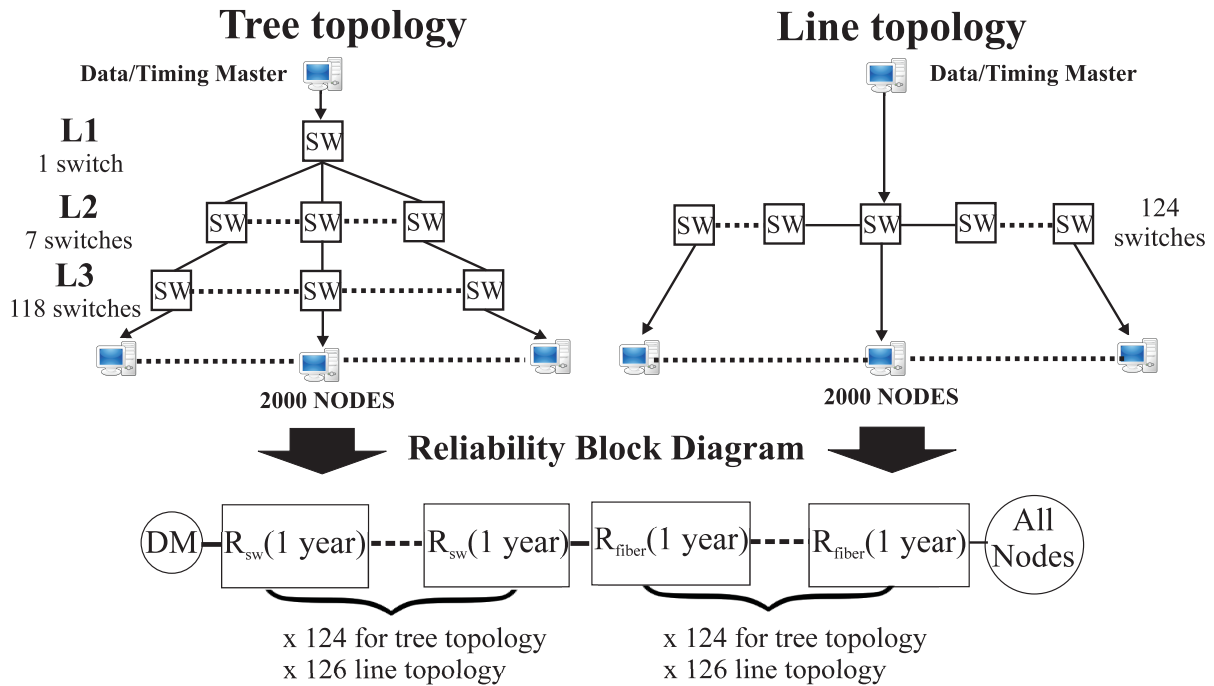 Tree topology
Data/Timing Master
L1
1 switch
SW
L2
7 switches
SW
SW
SW
L3
118 switches
SW
SW
SW
2000 NODES
Line topology
Data/Timing Master
SW
SW
SW
SW
SW
124
switches
2000 NODES
Reliability Block Diagram
DM
Rsw(1 year)
Rsw(1 year)
Rfiber(1 year)
Rfiber(1 year)
All
Nodes
x 124 for tree topology
x 126 line topology
x 124 for tree topology
x 126 line topology